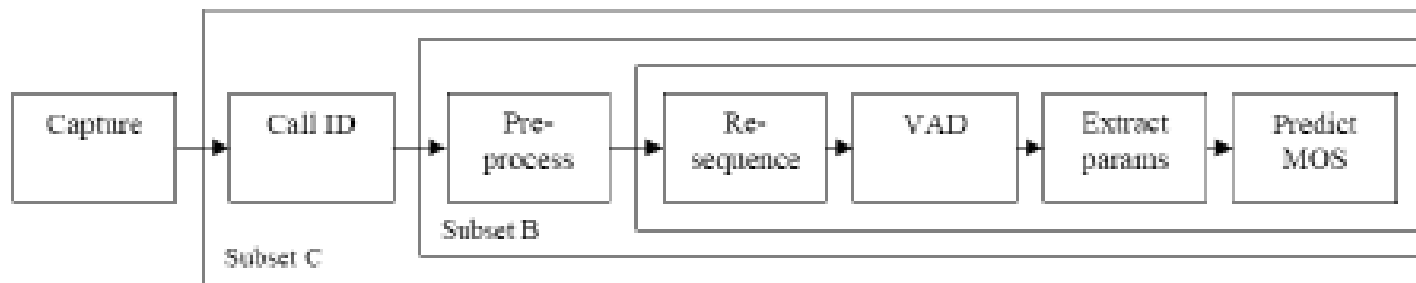 Capture
Call ID
Pre-
process
Re-
sequence
VAD
Extract
params
Predict
MOS
Subset B
Subset C